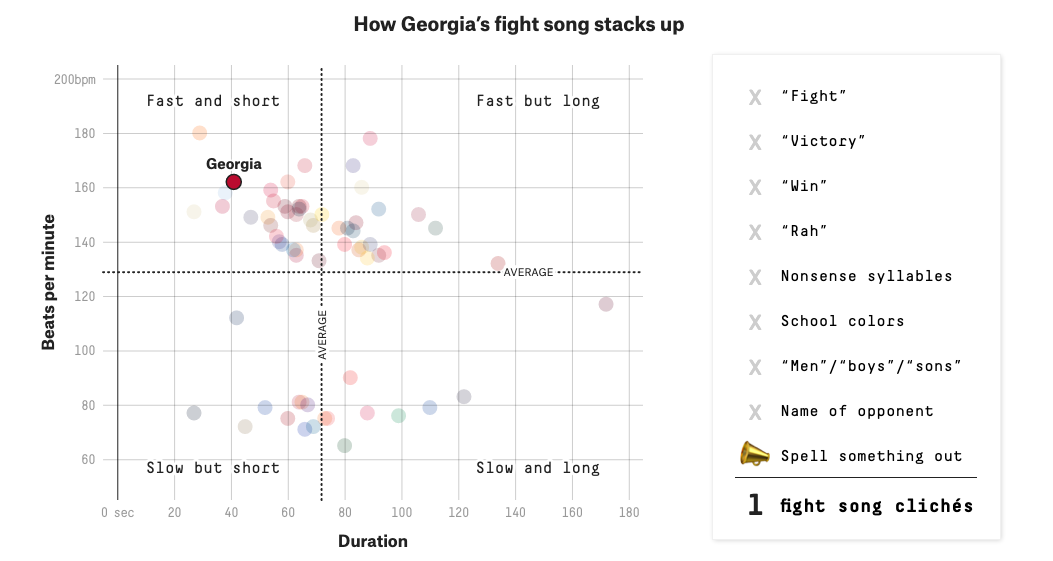 How Georgia’s fight song stacks up
200bpm
180
160
140
120
100
80
60
Beats per minute
Fast and short
Fast but long
Georgia
AVERAGE
AVERAGE
Slow but short
Slow and long
0 sec
20
40
60
80
100
120
140
160
180
Duration
X “Fight”
X “Victory”
X “Win”
X “Rah”
X Nonsense syllables
X School colors
X “Men”/“boys”/“sons”
X Name of opponent
Spell something out
1 fight song clichés